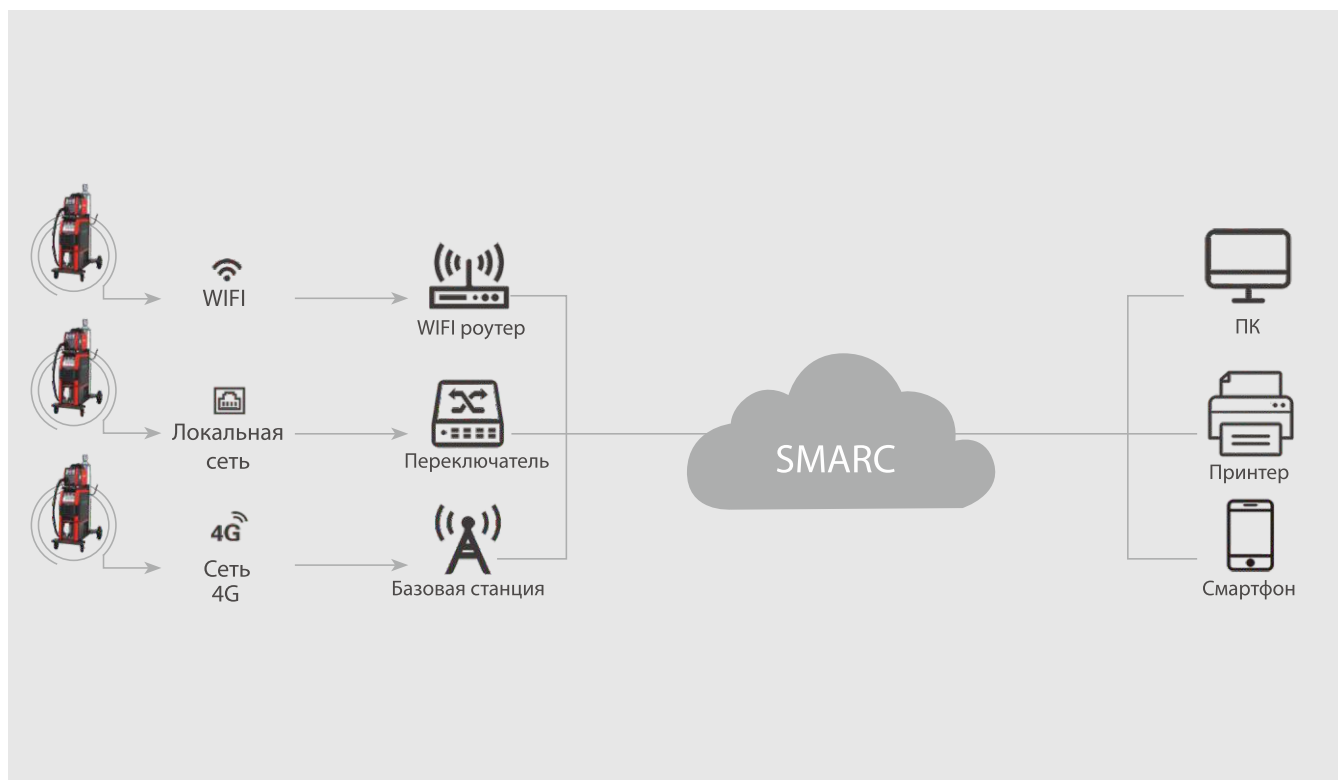 WIFI
WIFI роутер
ПК
Локальная
сеть
Переключатель
SMARC
Принтер
4G
Сеть
4G
Базовая станция
Смартфон